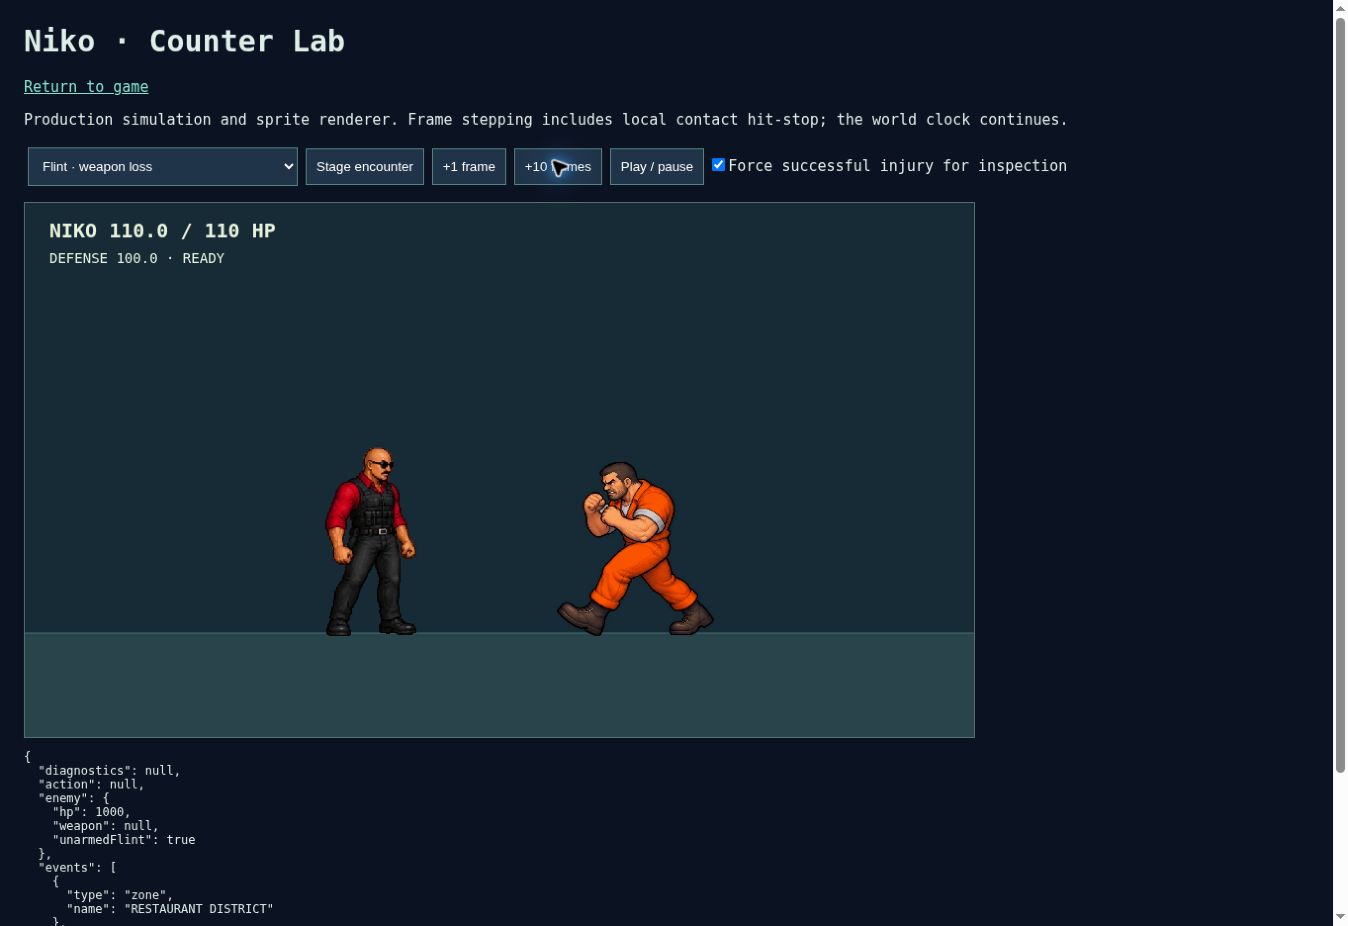 Niko · Counter Lab
Return to game
Production simulation and sprite renderer. Frame stepping includes local contact hit-stop; the world clock continues.
Flint · weapon loss
Stage encounter
+1 frame
+10 mes
Play / pause
Force successful injury for inspection
NIKO 110.0 / 110 HP
DEFENSE 100.0 · READY
{
  "diagnostics": null,
  "action": null,
  "enemy": {
    "hp": 1000,
    "weapon": null,
    "unarmedFlint": true
  },
  "events": [
    {
      "type": "zone",
      "name": "RESTAURANT DISTRICT"
    },